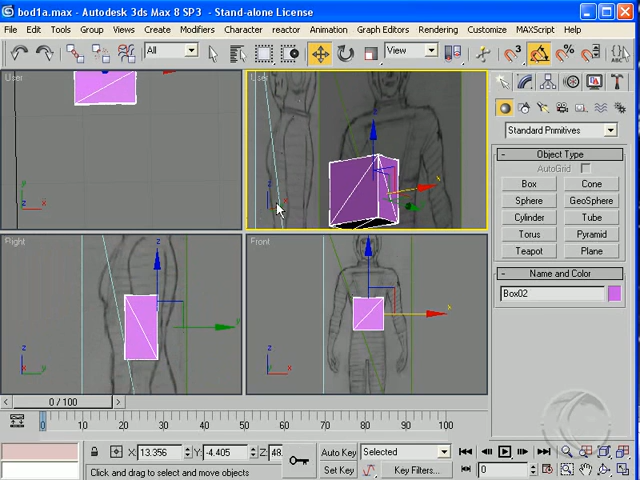 bod1a.max - Autodesk 3ds Max 8 SP3 - Stand-alone License
File Edit Tools Group Views Create Modifiers Character reactor Animation Graph Editors Rendering Customize MAXScript Help
All View
User User
Standard Primitives
- Object Type
AutoGrid
Box Cone
Sphere GeoSphere
Cylinder Tube
Torus Pyramid
Teapot Plane
- Name and Color
Box02
Right Front
< 0 / 100 >
0 10 20 30 40 50 60 70 80 90 100
X: 13.356 Y: -4.405 Z: 48. Auto Key Selected
Click and drag to select and move objects Set Key Key Filters... 0